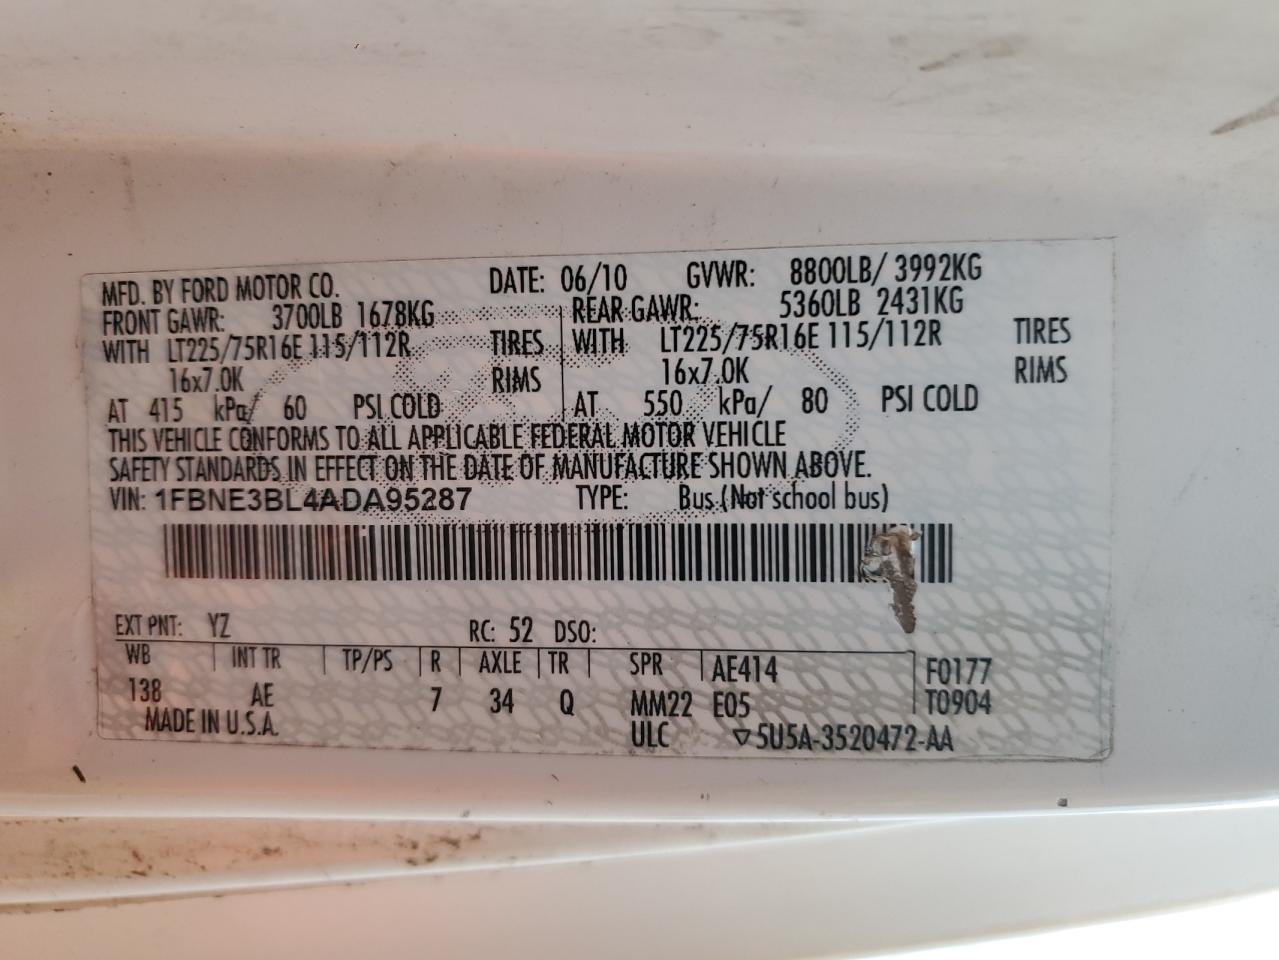 MFD. BY FORD MOTOR CO. DATE: 06/10 GVWR: 8800LB/ 3992KG
FRONT GAWR: 3700LB 1678KG REAR GAWR: 5360LB 2431KG
WITH LT225/75R16E 115/112R TIRES WITH LT225/75R16E 115/112R TIRES
16x7.0K RIMS 16x7.0K RIMS
AT 415 kPa/ 60 PSI COLD AT 550 kPa/ 80 PSI COLD
THIS VEHICLE CONFORMS TO ALL APPLICABLE FEDERAL MOTOR VEHICLE
SAFETY STANDARDS IN EFFECT ON THE DATE OF MANUFACTURE SHOWN ABOVE.
VIN: 1FBNE3BL4ADA95287 TYPE: Bus (Not school bus)
EXT PNT: YZ RC: 52 DSO:
WB INT TR TP/PS R AXLE TR SPR AE414 F0177
138 AE 7 34 Q MM22 E05 T0904
MADE IN U.S.A. ULC ▽5U5A-3520472-AA